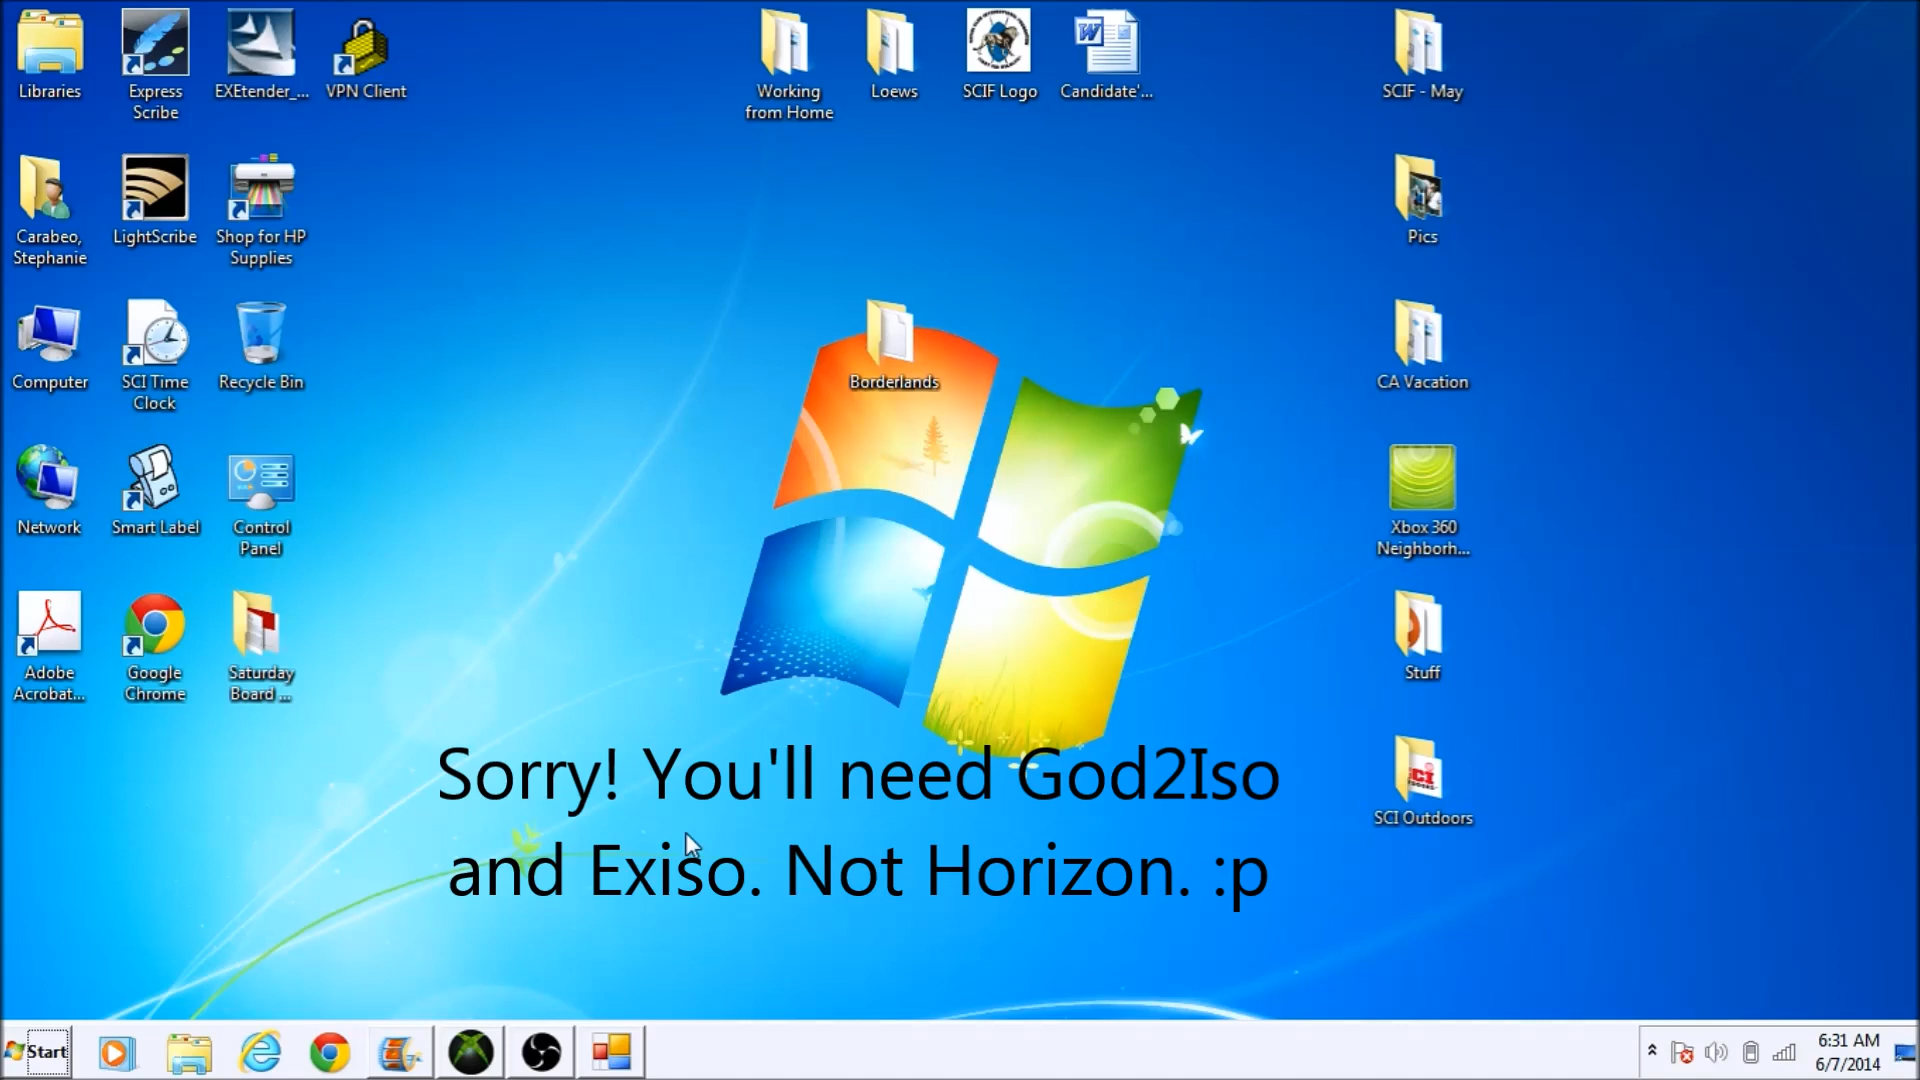 Libraries
Express
Scribe
EXEtender_...
VPN Client
Working
from Home
Loews
SCIF Logo
Candidate'...
SCIF - May
Carabeo,
Stephanie
LightScribe
Shop for HP
Supplies
Pics
Computer
SCI Time
Clock
Recycle Bin
Borderlands
CA Vacation
Network
Smart Label
Control
Panel
Xbox 360
Neighborh...
Adobe
Acrobat...
Google
Chrome
Saturday
Board ...
Stuff
SCI Outdoors
Sorry! You'll need God2Iso
and Exiso. Not Horizon. :p
Start
6:31 AM
6/7/2014